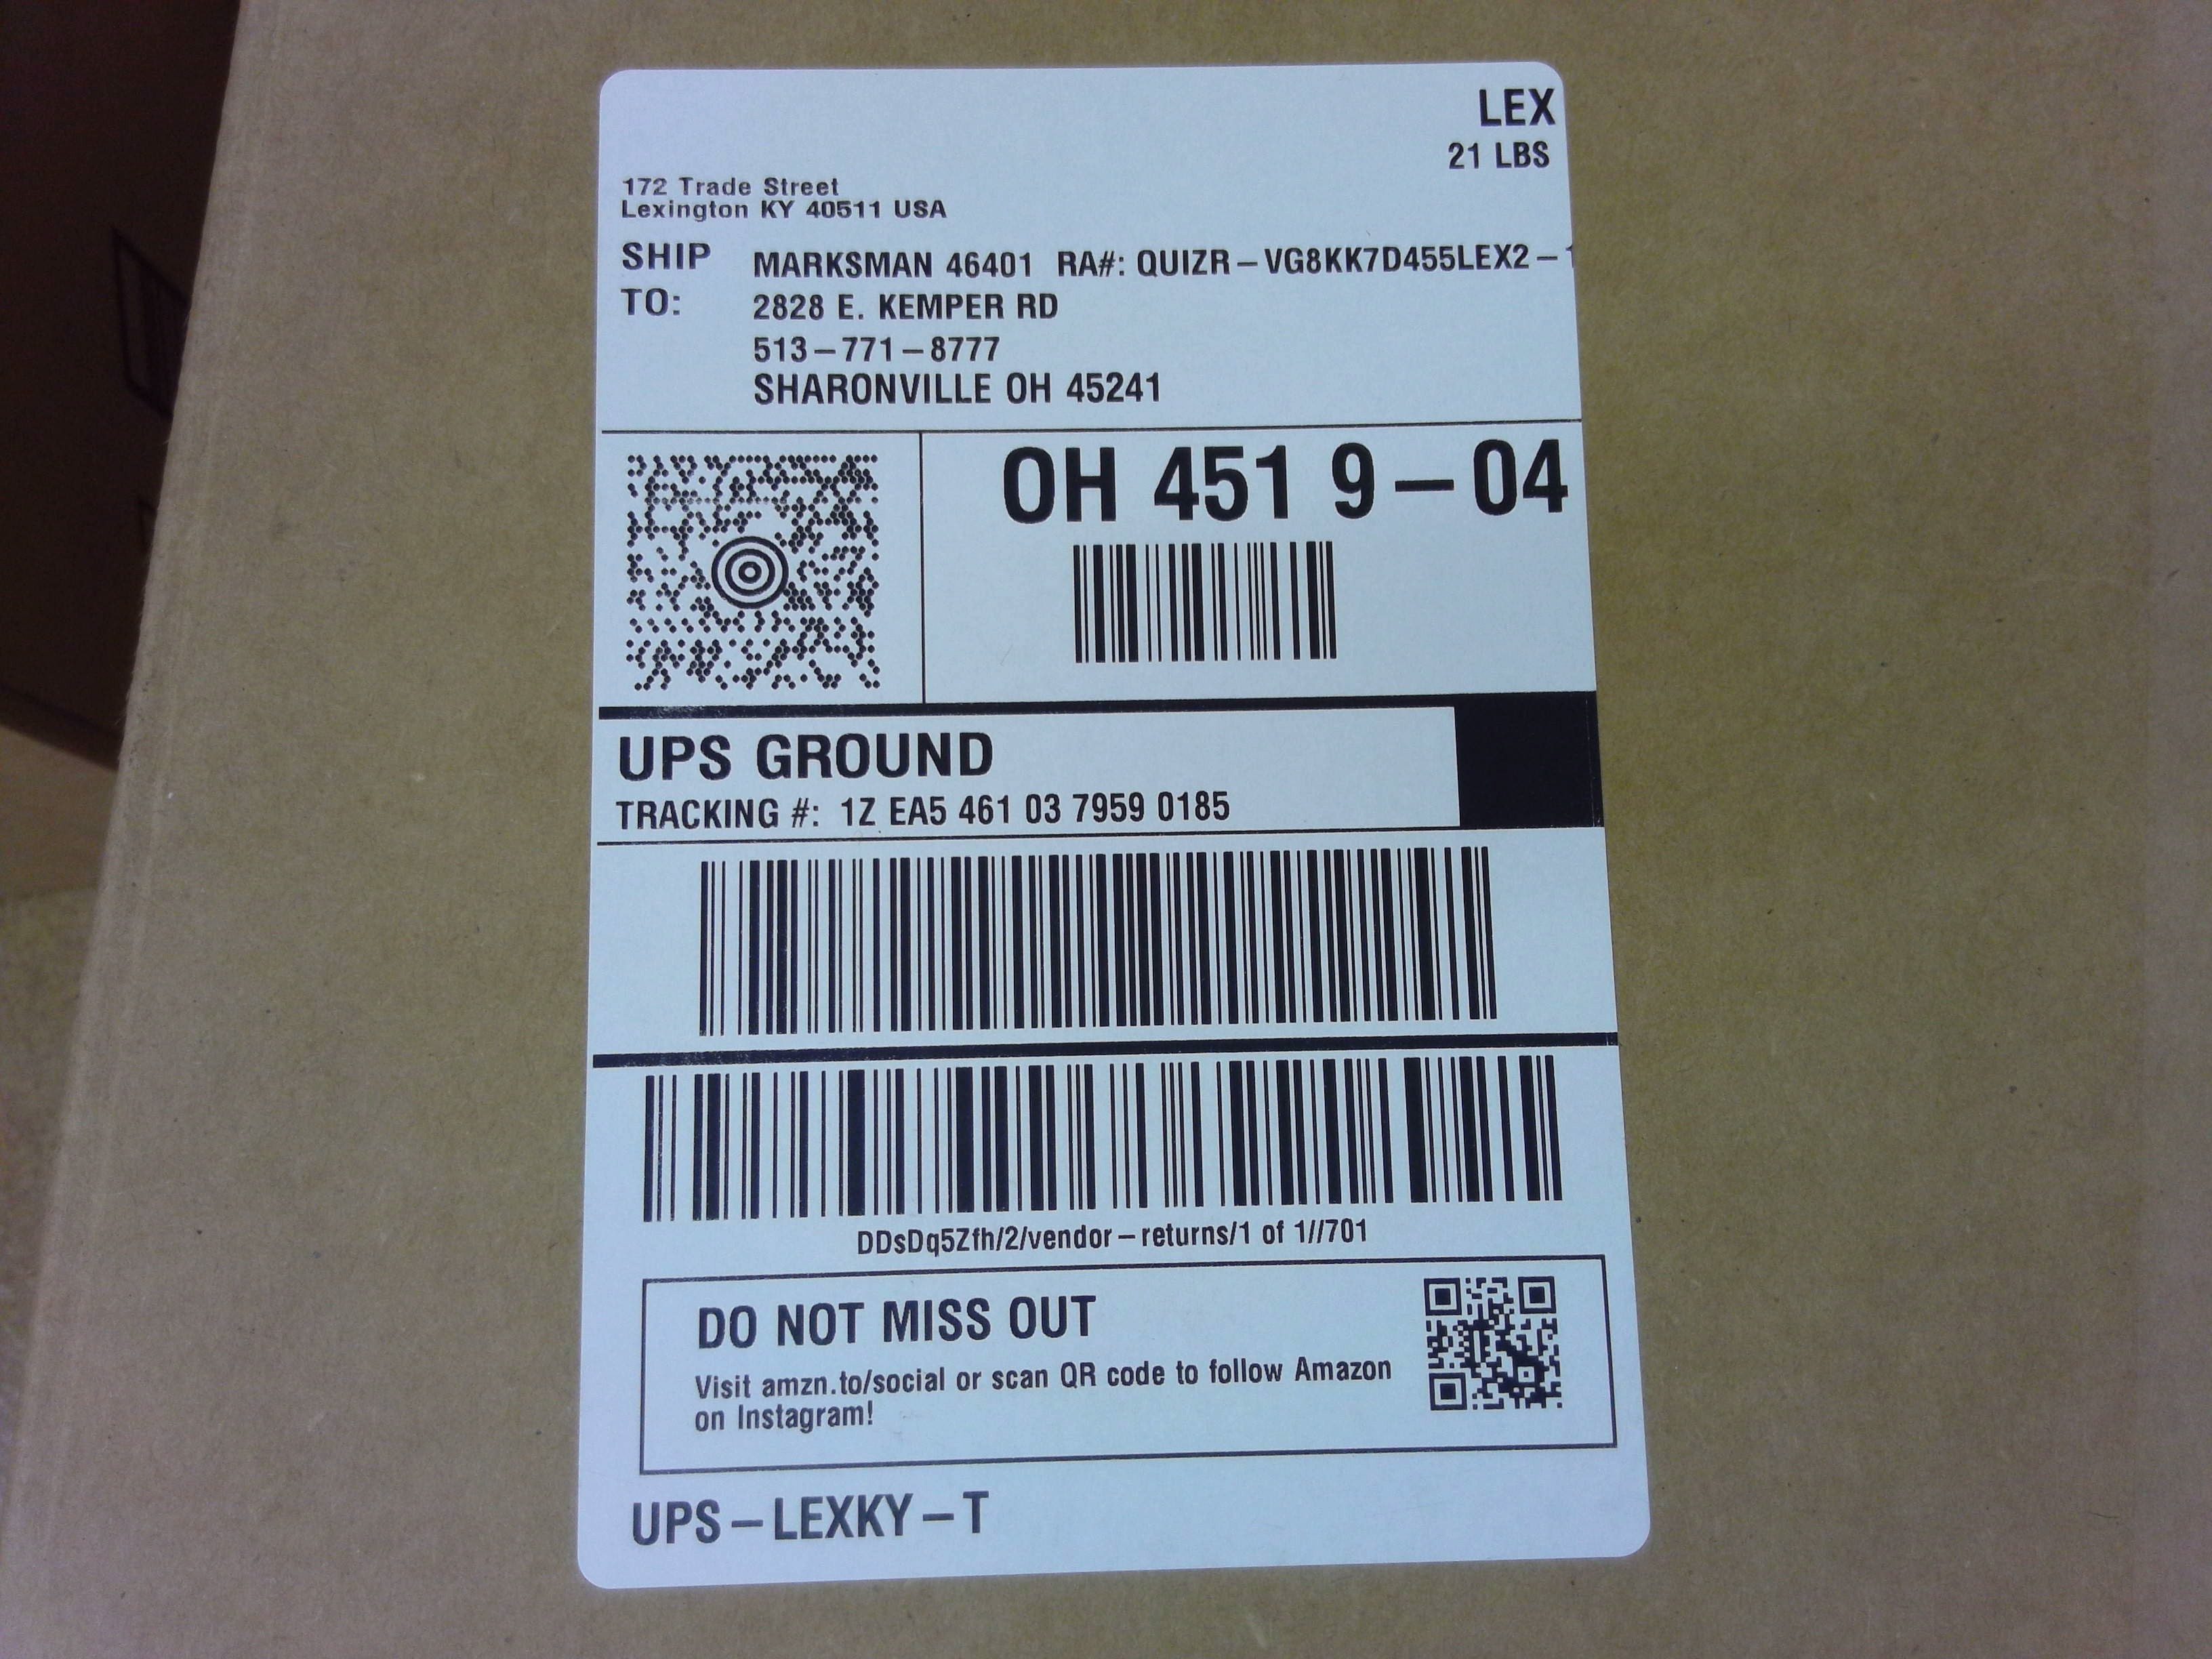 LEX
21 LBS
172 Trade Street
Lexington KY 40511 USA
SHIP TO:
MARKSMAN 46401 RA#: QUIZR-VG8KK7D455LEX2-1
2828 E. KEMPER RD
513-771-8777
SHARONVILLE OH 45241
OH 451 9-04
UPS GROUND
TRACKING #: 1Z EA5 461 03 7959 0185
DDsDq5Zfh/2/vendor-returns/1 of 1//701
DO NOT MISS OUT
Visit amzn.to/social or scan QR code to follow Amazon
on Instagram!
UPS-LEXKY-T